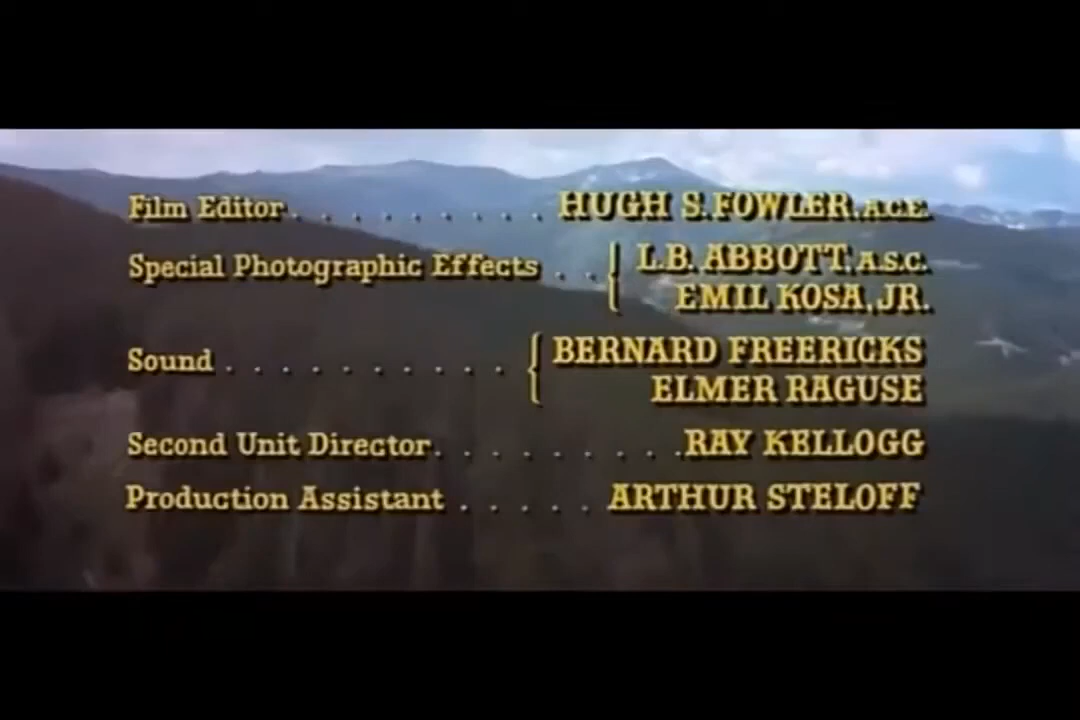 Film Editor. . . . . . . . . . HUGH S. FOWLER, A.C.E.
Special Photographic Effects . . { L.B. ABBOTT, A.S.C.
EMIL KOSA, JR.
Sound . . . . . . . . . . . { BERNARD FREERICKS
ELMER RAGUSE
Second Unit Director. . . . . . . . . RAY KELLOGG
Production Assistant . . . . . ARTHUR STELOFF